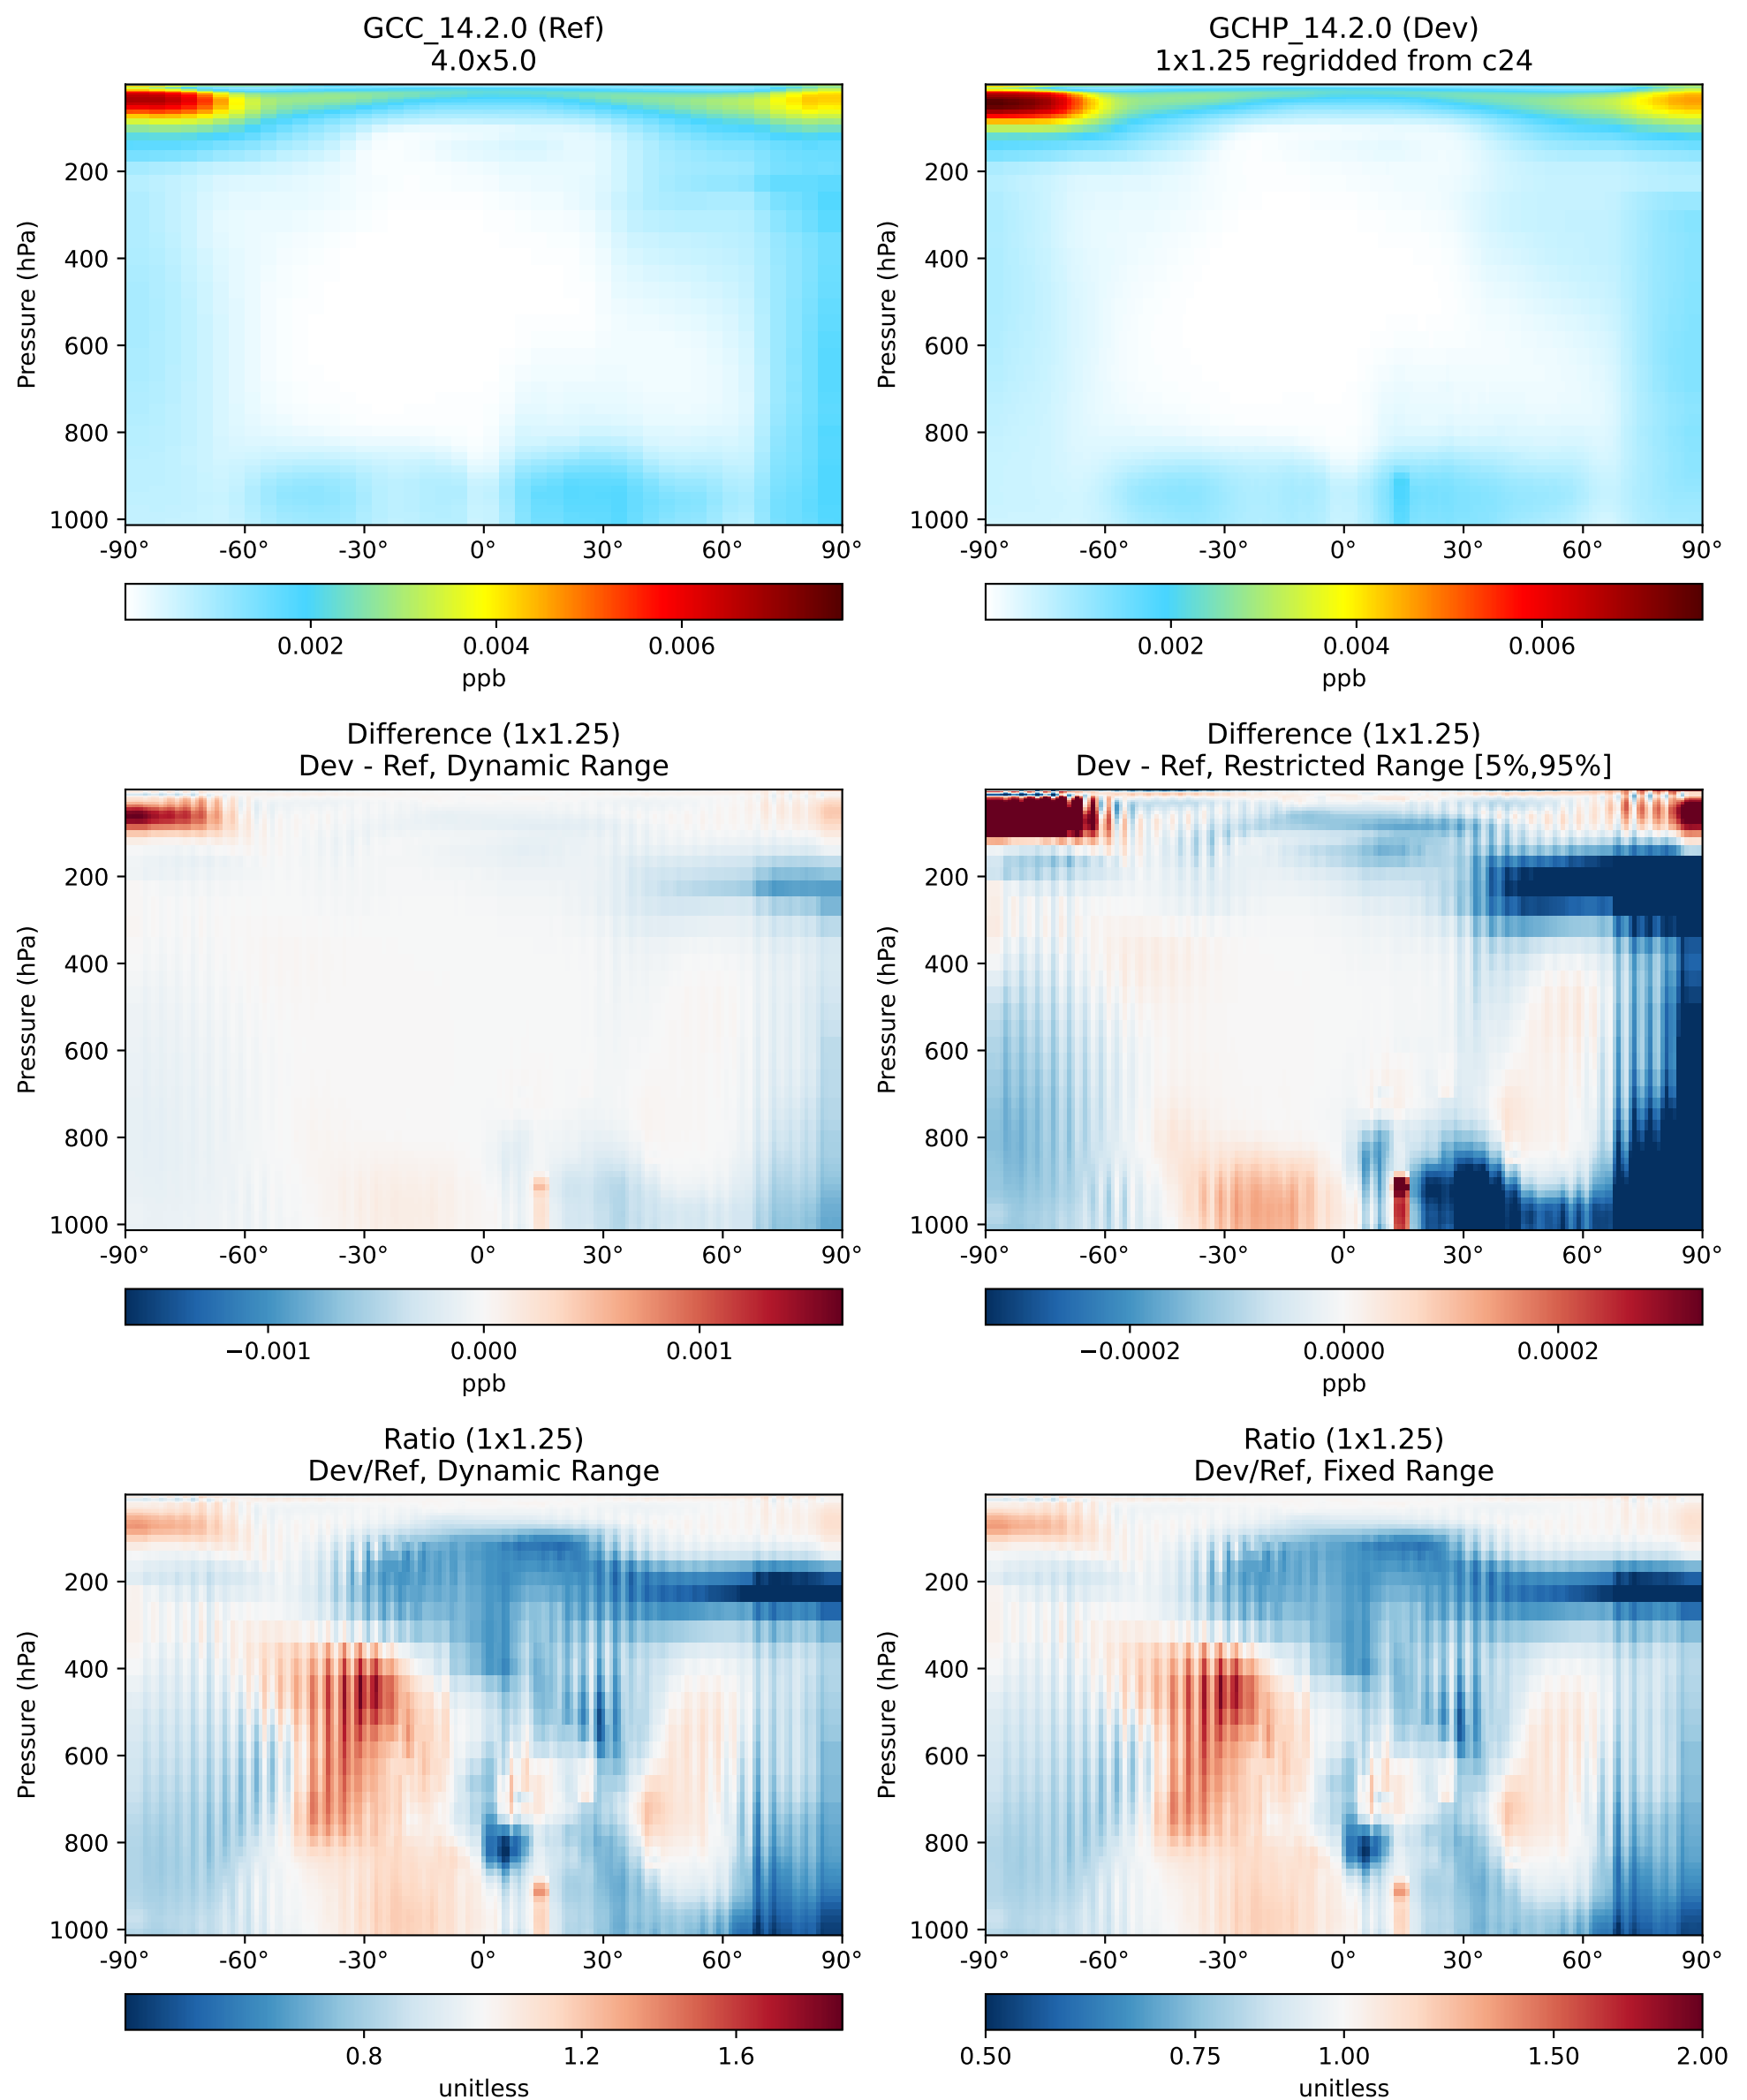 GCC_14.2.0 (Ref)
4.0x5.0
Pressure (hPa)
200
400
600
800
1000
-90° -60° -30° 0° 30° 60° 90°
0.002 0.004 0.006
ppb
GCHP_14.2.0 (Dev)
1x1.25 regridded from c24
Pressure (hPa)
200
400
600
800
1000
-90° -60° -30° 0° 30° 60° 90°
0.002 0.004 0.006
ppb
Difference (1x1.25)
Dev - Ref, Dynamic Range
Pressure (hPa)
200
400
600
800
1000
-90° -60° -30° 0° 30° 60° 90°
−0.001 0.000 0.001
ppb
Difference (1x1.25)
Dev - Ref, Restricted Range [5%,95%]
Pressure (hPa)
200
400
600
800
1000
-90° -60° -30° 0° 30° 60° 90°
−0.0002 0.0000 0.0002
ppb
Ratio (1x1.25)
Dev/Ref, Dynamic Range
Pressure (hPa)
200
400
600
800
1000
-90° -60° -30° 0° 30° 60° 90°
0.8 1.2 1.6
unitless
Ratio (1x1.25)
Dev/Ref, Fixed Range
Pressure (hPa)
200
400
600
800
1000
-90° -60° -30° 0° 30° 60° 90°
0.50 0.75 1.00 1.50 2.00
unitless